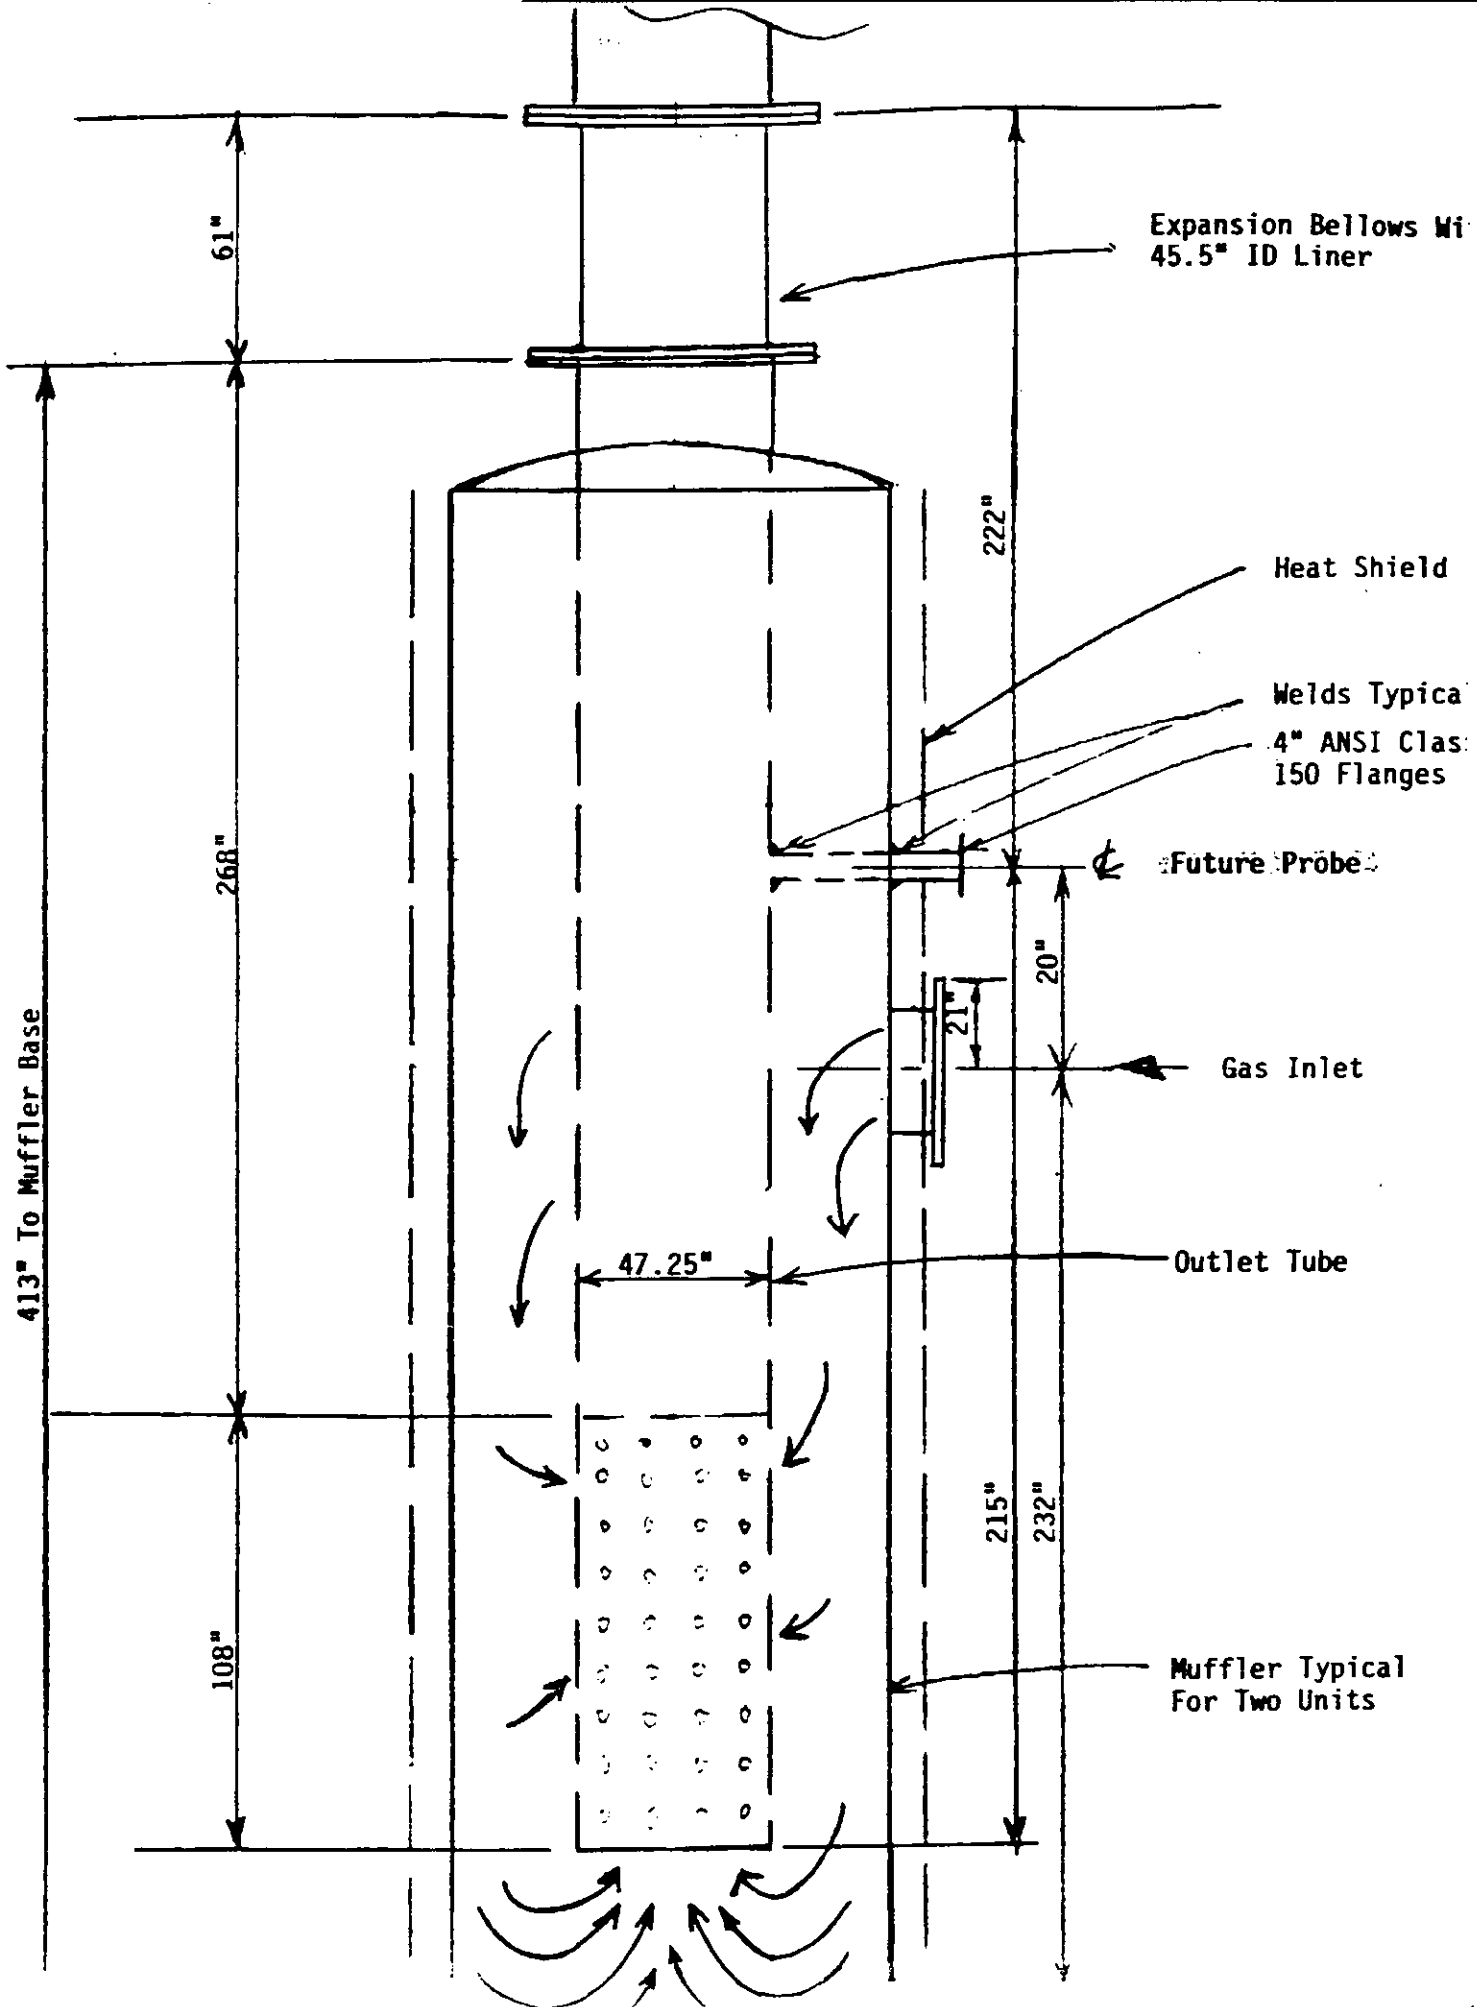 61"
Expansion Bellows Wi
45.5" ID Liner
222"
Heat Shield
Welds Typica
4" ANSI Clas
150 Flanges
268"
℄ Future Probe
20"
21"
Gas Inlet
413" To Muffler Base
47.25"
Outlet Tube
215"
232"
108"
Muffler Typical
For Two Units